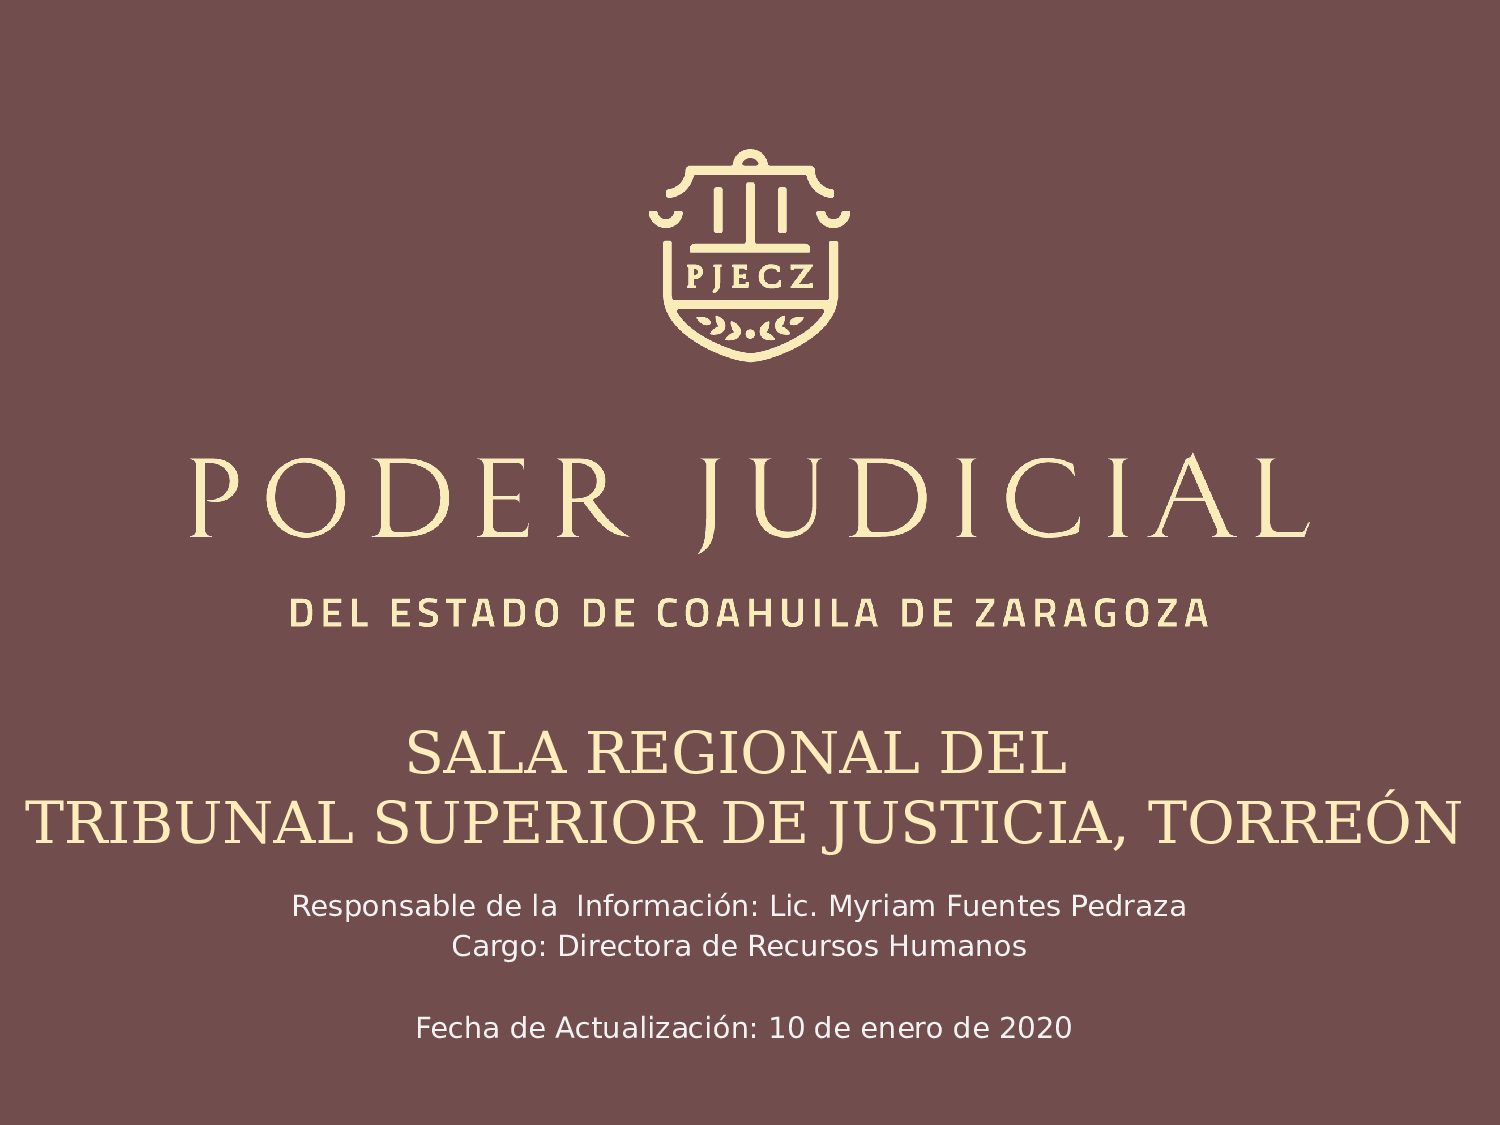 PJECZ
PODER JUDICIAL
DEL ESTADO DE COAHUILA DE ZARAGOZA
SALA REGIONAL DEL
TRIBUNAL SUPERIOR DE JUSTICIA, TORREÓN
Responsable de la  Información: Lic. Myriam Fuentes Pedraza
Cargo: Directora de Recursos Humanos
Fecha de Actualización: 10 de enero de 2020